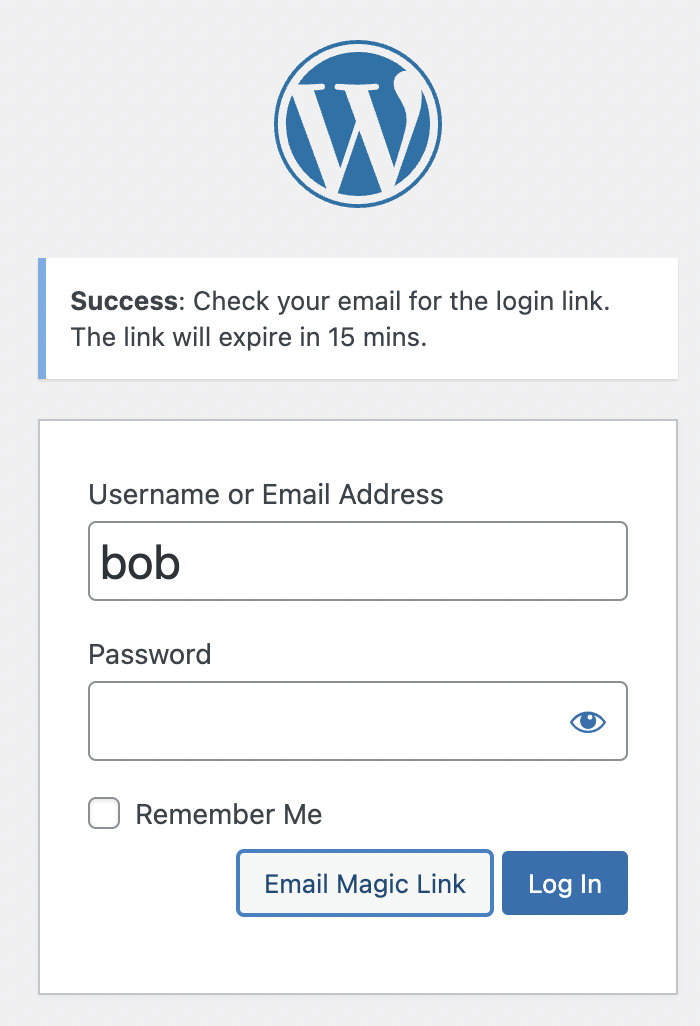 Success: Check your email for the login link.
The link will expire in 15 mins.
Username or Email Address
bob
Password
Remember Me
Email Magic Link
Log In